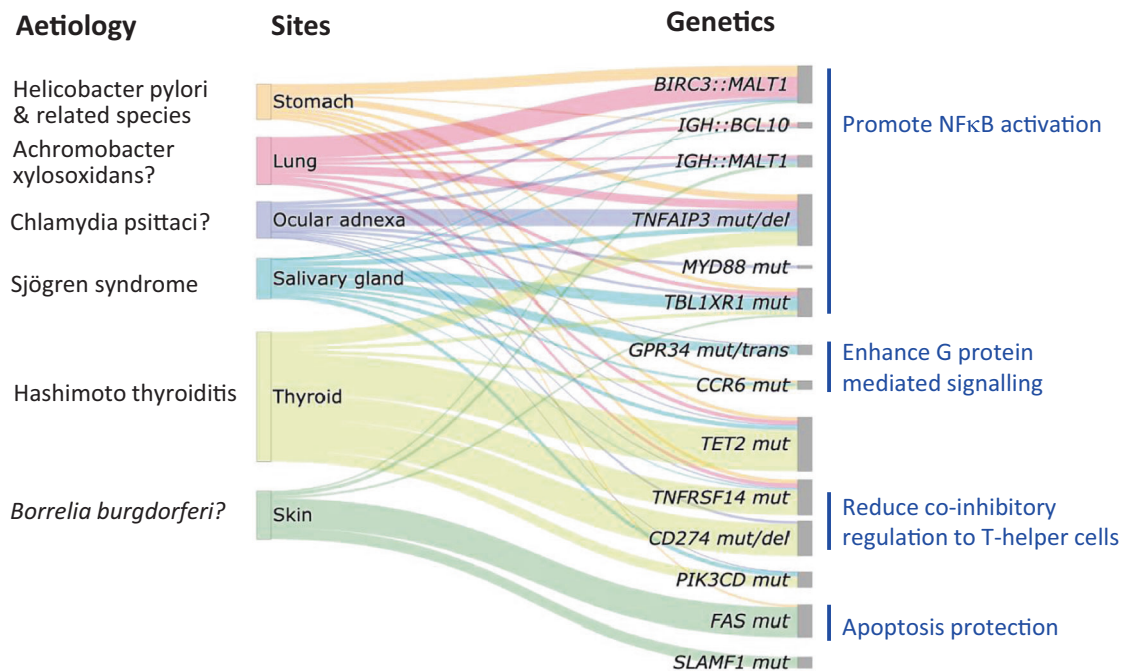 Aetiology
Sites
Genetics
Helicobacter pylori
& related species
Achromobacter
xylosoxidans?
Chlamydia psittaci?
Sjögren syndrome
Hashimoto thyroiditis
Borrelia burgdorferi?
Stomach
Lung
Ocular adnexa
Salivary gland
Thyroid
Skin
BIRC3::MALT1
IGH::BCL10
IGH::MALT1
TNFAIP3 mut/del
MYD88 mut
TBL1XR1 mut
GPR34 mut/trans
CCR6 mut
TET2 mut
TNFRSF14 mut
CD274 mut/del
PIK3CD mut
FAS mut
SLAMF1 mut
Promote NFκB activation
Enhance G protein
mediated signalling
Reduce co-inhibitory
regulation to T-helper cells
Apoptosis protection